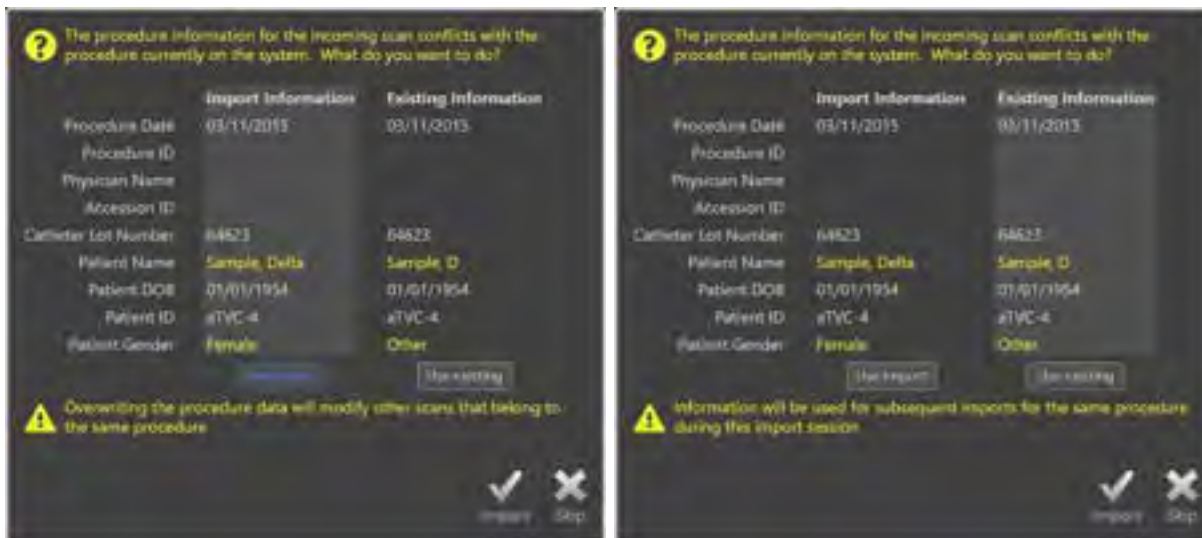 The procedure information for the incoming scan conflicts with the
procedure currently on the system. What do you want to do?
Import Information Existing Information
Procedure Date 03/11/2015 03/11/2015
Procedure ID
Physician Name
Accession ID
Catheter Lot Number 64623 64623
Patient Name Sample, Delta Sample, D
Patient DOB 01/01/1954 01/01/1954
Patient ID aTVC-4 aTVC-4
Patient Gender Female Other
Use existing
Overwriting the procedure data will modify other scans that belong to
the same procedure
Import Skip
The procedure information for the incoming scan conflicts with the
procedure currently on the system. What do you want to do?
Import Information Existing Information
Procedure Date 03/11/2015 03/11/2015
Procedure ID
Physician Name
Accession ID
Catheter Lot Number 64623 64623
Patient Name Sample, Delta Sample, D
Patient DOB 01/01/1954 01/01/1954
Patient ID aTVC-4 aTVC-4
Patient Gender Female Other
Use import Use existing
Information will be used for subsequent imports for the same procedure
during this import session
Import Skip